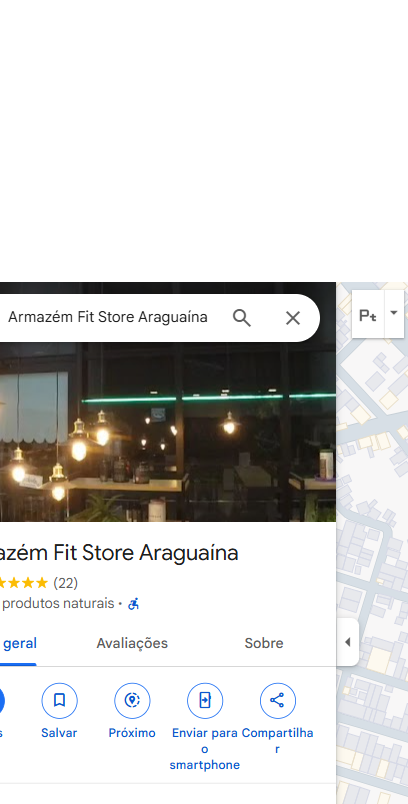 Armazém Fit Store Araguaína
azém Fit Store Araguaína
(22)
produtos naturais ·
geral Avaliações Sobre
s Salvar Próximo Enviar para o smartphone Compartilhar